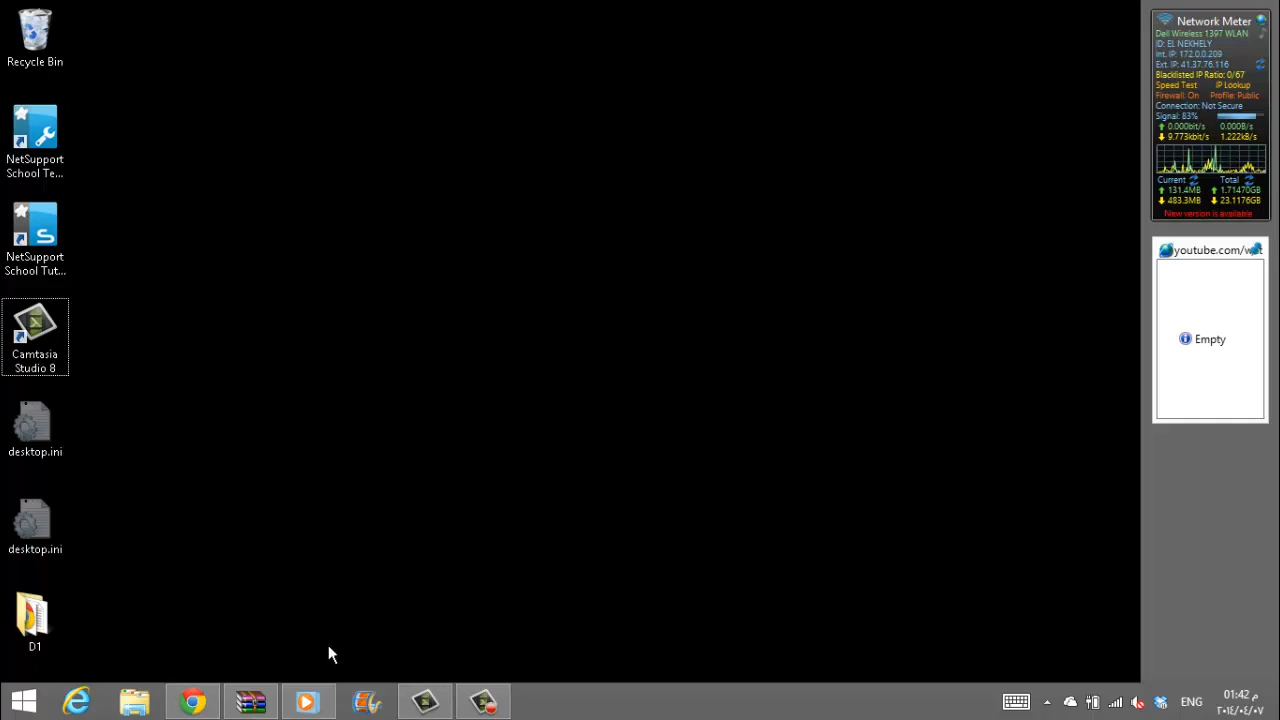 Recycle Bin
NetSupport
School Te...
NetSupport
School Tut...
Camtasia
Studio 8
desktop.ini
desktop.ini
D1
Network Meter
Dell Wireless 1397 WLAN
ID: EL NEKHELY
Int. IP: 172.0.0.209
Ext. IP: 41.37.76.116
Blacklisted IP Ratio: 0/67
Speed Test IP Lookup
Firewall: On Profile: Public
Connection: Not Secure
Signal: 83%
0.000bit/s 0.000B/s
9.773kbit/s 1.222kB/s
Current Total
131.4MB 1.71470GB
483.3MB 23.1176GB
New version is available
youtube.com/wat
Empty
ENG
01:42 م
٢٠١٤/٠٤/٠٧